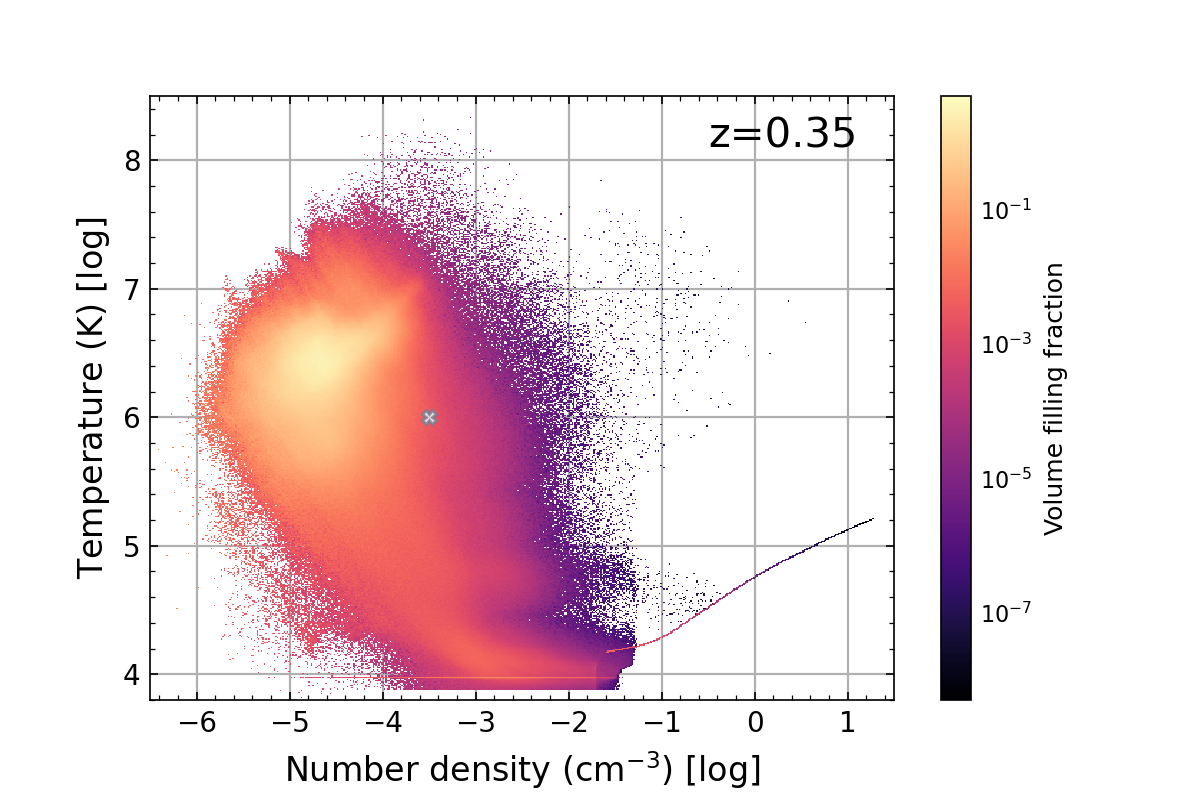 z=0.35
8
7
6
5
4
Temperature (K) [log]
−6 −5 −4 −3 −2 −1 0 1
Number density (cm⁻³) [log]
10⁻¹
10⁻³
10⁻⁵
10⁻⁷
Volume filling fraction